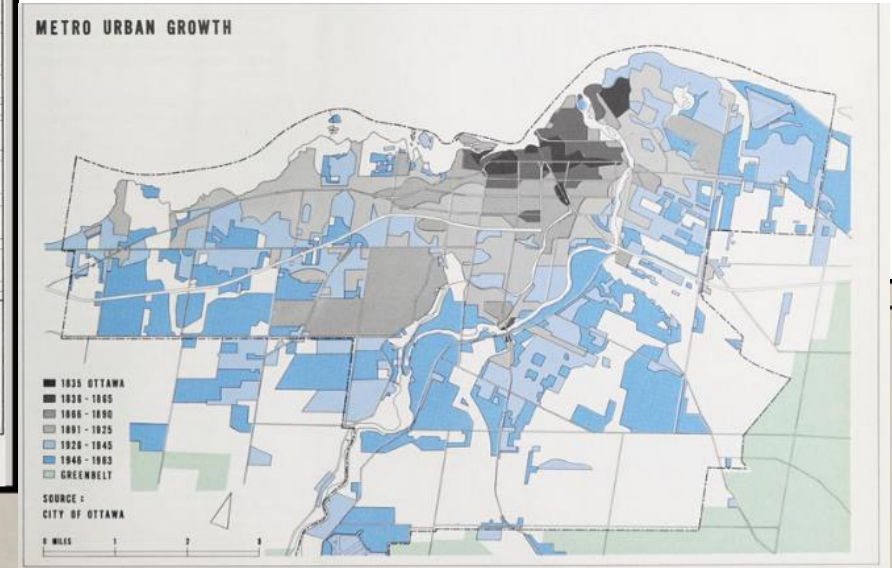 METRO URBAN GROWTH
1835 OTTAWA
1836 - 1865
1866 - 1890
1891 - 1925
1926 - 1945
1946 - 1963
GREENBELT
SOURCE :
CITY OF OTTAWA
0 MILES 1 2 3